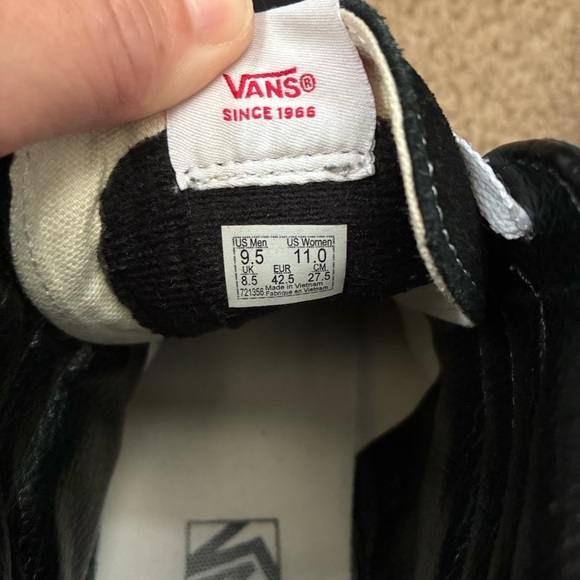 VANS®
SINCE 1966
US Men US Women
9.5 11.0
UK EUR CM
8.5 42.5 27.5
721356 Made in Vietnam
Fabriqué en Vietnam